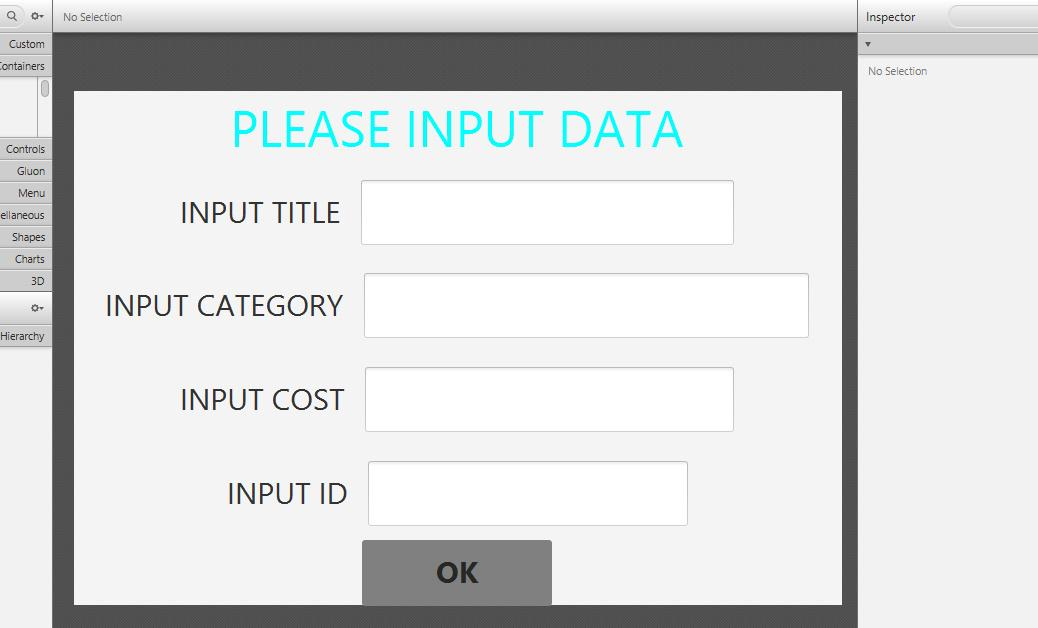 No Selection
Inspector
Custom
Containers
No Selection
Controls
Gluon
Menu
ellaneous
Shapes
Charts
3D
Hierarchy
PLEASE INPUT DATA
INPUT TITLE
INPUT CATEGORY
INPUT COST
INPUT ID
OK